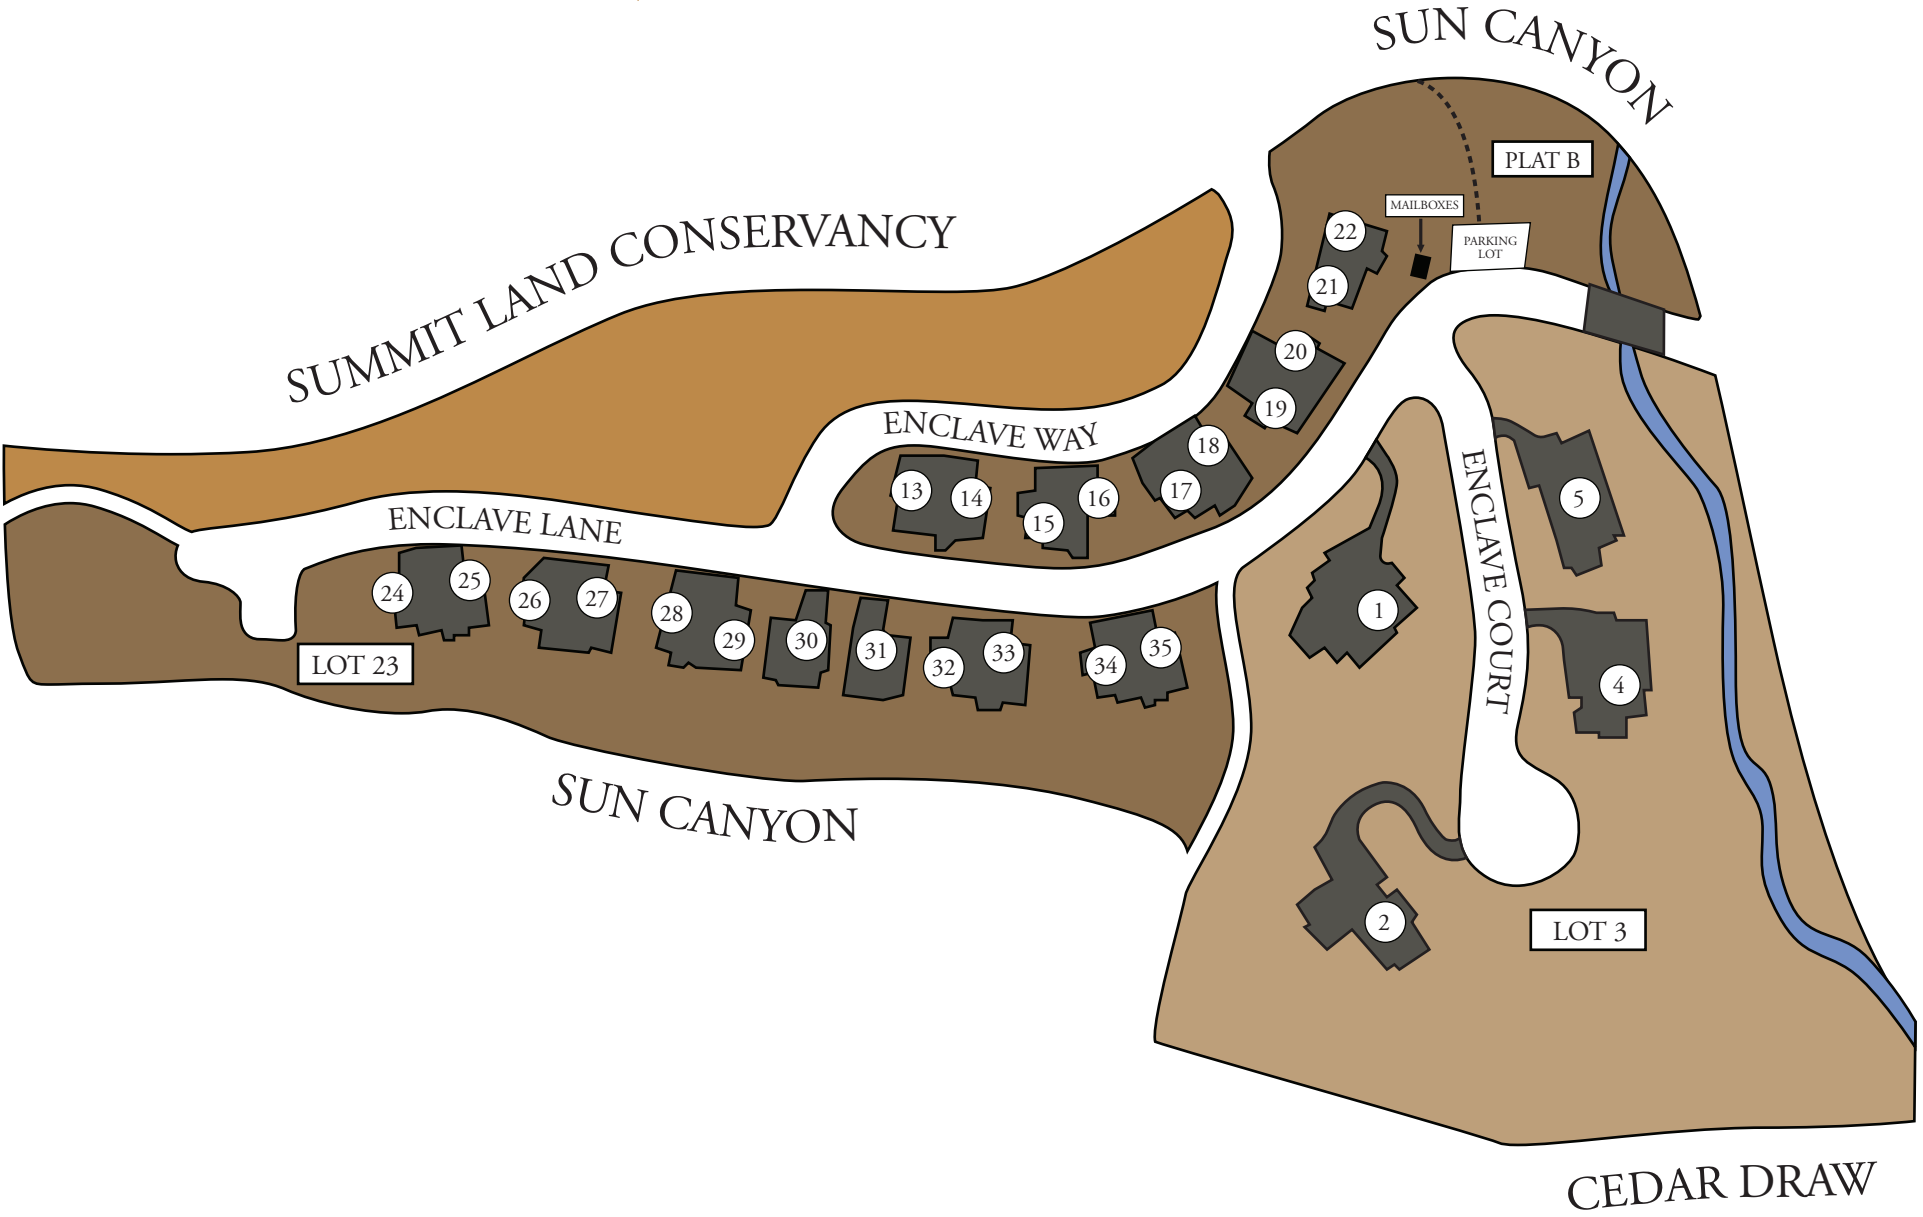 SUN CANYON
PLAT B
MAILBOXES
PARKING
LOT
22
21
SUMMIT LAND CONSERVANCY
20
19
ENCLAVE WAY
18
17
13
14
16
15
ENCLAVE LANE
ENCLAVE COURT
5
24
25
26
27
28
29
30
31
32
33
34
35
1
4
LOT 23
SUN CANYON
2
LOT 3
CEDAR DRAW